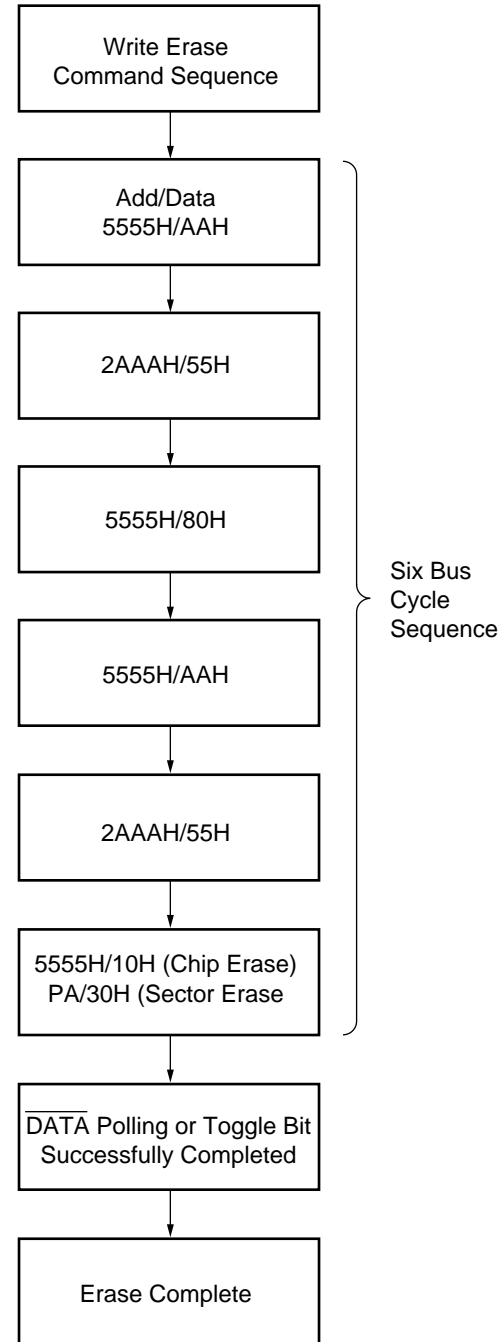 Write Erase
Command Sequence
Add/Data
5555H/AAH
2AAAH/55H
5555H/80H
Six Bus
Cycle
Sequence
5555H/AAH
2AAAH/55H
5555H/10H (Chip Erase)
PA/30H (Sector Erase
DATA Polling or Toggle Bit
Successfully Completed
Erase Complete